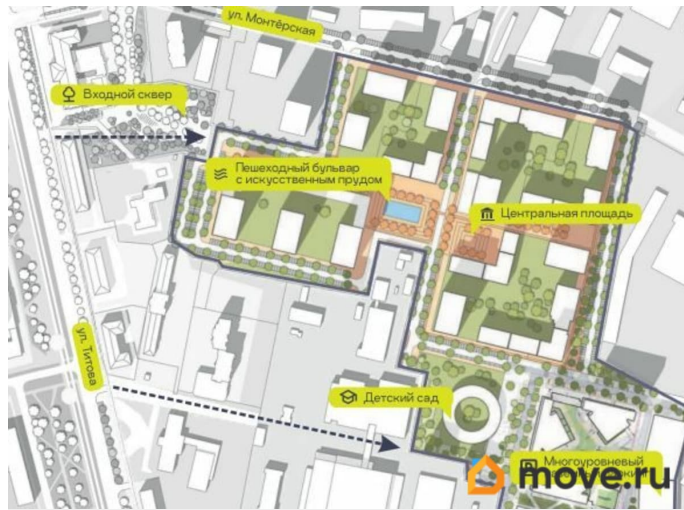 ул. Монтёрская
Входной сквер
Пешеходный бульвар
с искусственным прудом
Центральная площадь
ул. Титова
Детский сад
Многоуровневый
move.ru